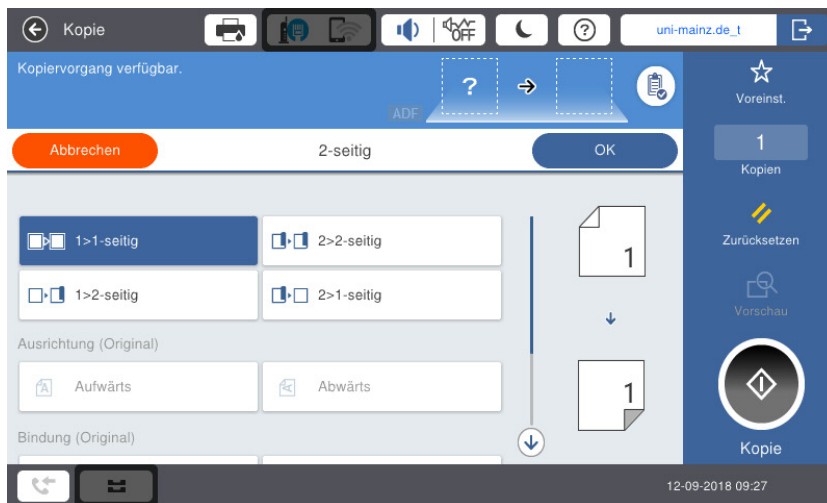 Kopie
OFF
?
uni-mainz.de_t
Kopiervorgang verfügbar.
ADF
?
Voreinst.
Abbrechen
2-seitig
OK
1
Kopien
1>1-seitig
2>2-seitig
1
Zurücksetzen
1>2-seitig
2>1-seitig
Vorschau
Ausrichtung (Original)
A
Aufwärts
A
Abwärts
1
Bindung (Original)
Kopie
12-09-2018 09:27